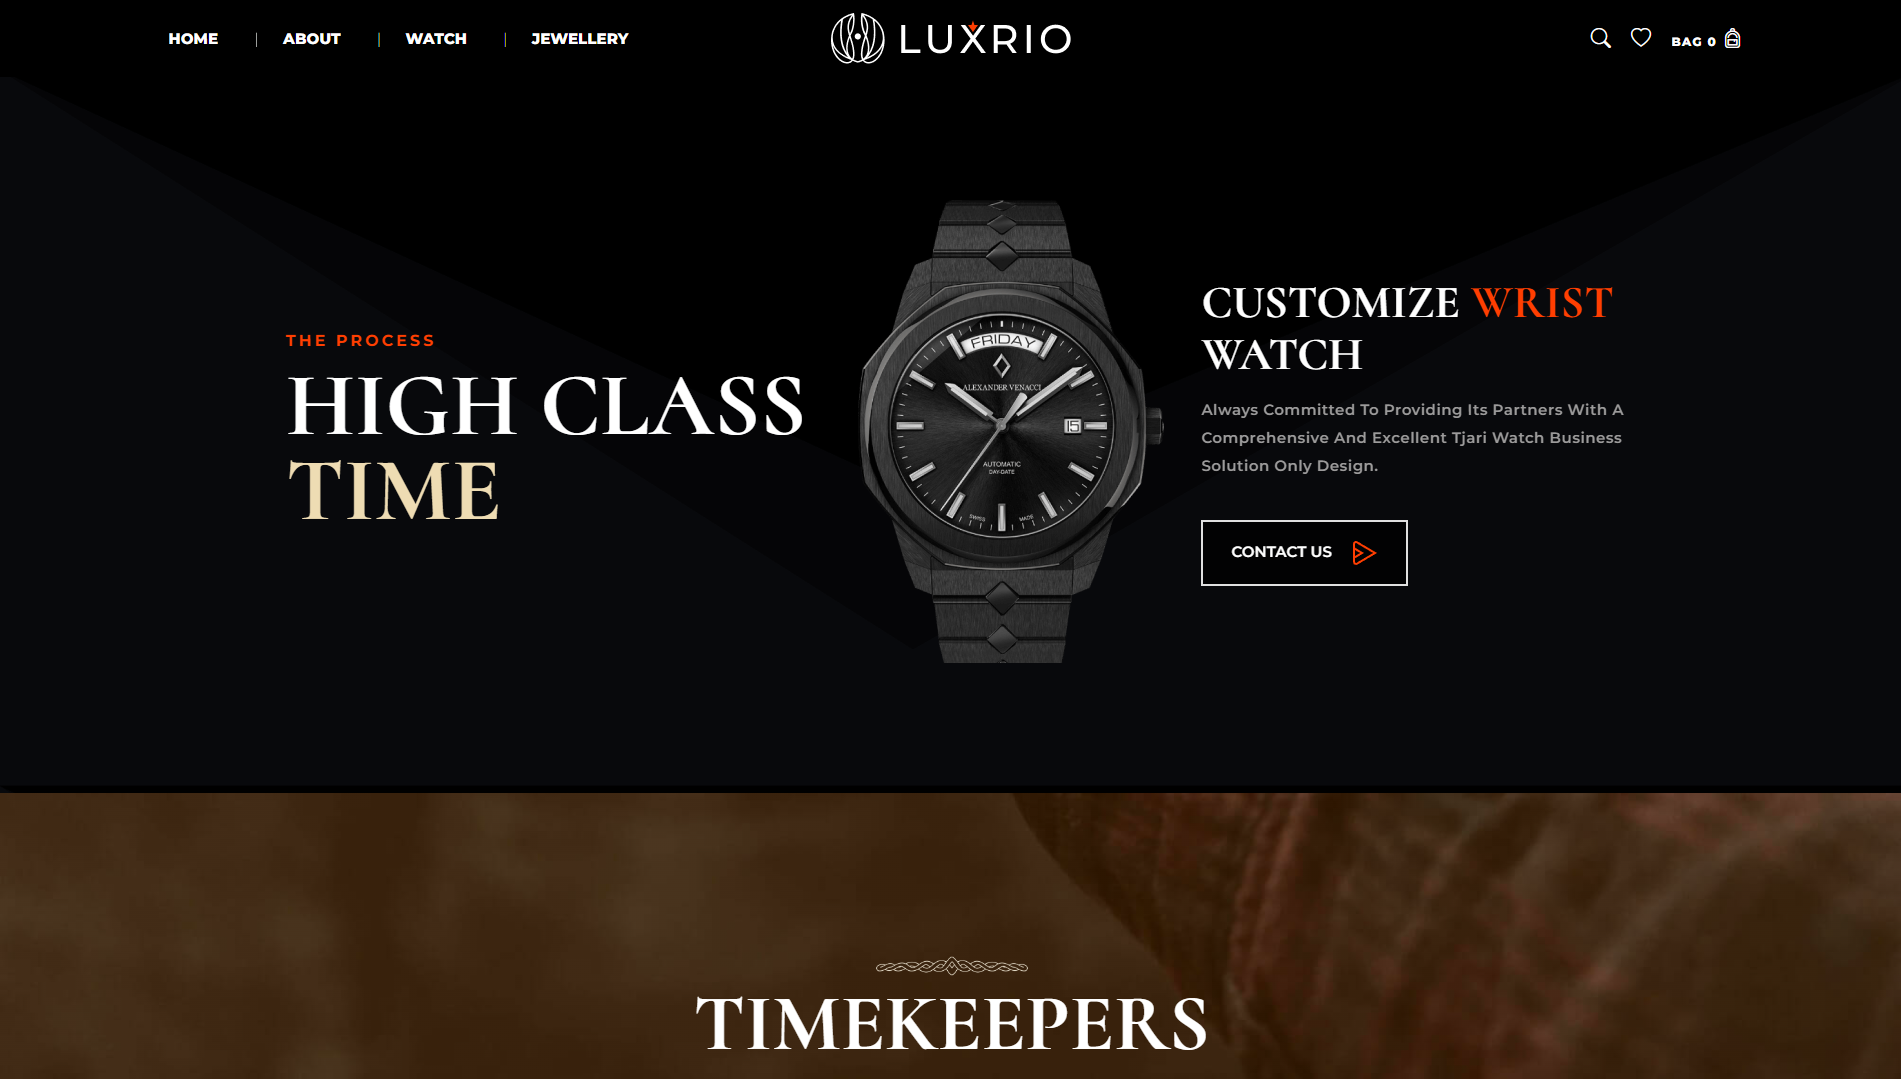 HOME | ABOUT | WATCH | JEWELLERY
LUXRIO
BAG 0
THE PROCESS
HIGH CLASS
TIME
FRIDAY
ALEXANDER VENACCI
15
AUTOMATIC
DAY-DATE
SWISS MADE
CUSTOMIZE WRIST
WATCH
Always Committed To Providing Its Partners With A
Comprehensive And Excellent Tjari Watch Business
Solution Only Design.
CONTACT US
TIMEKEEPERS